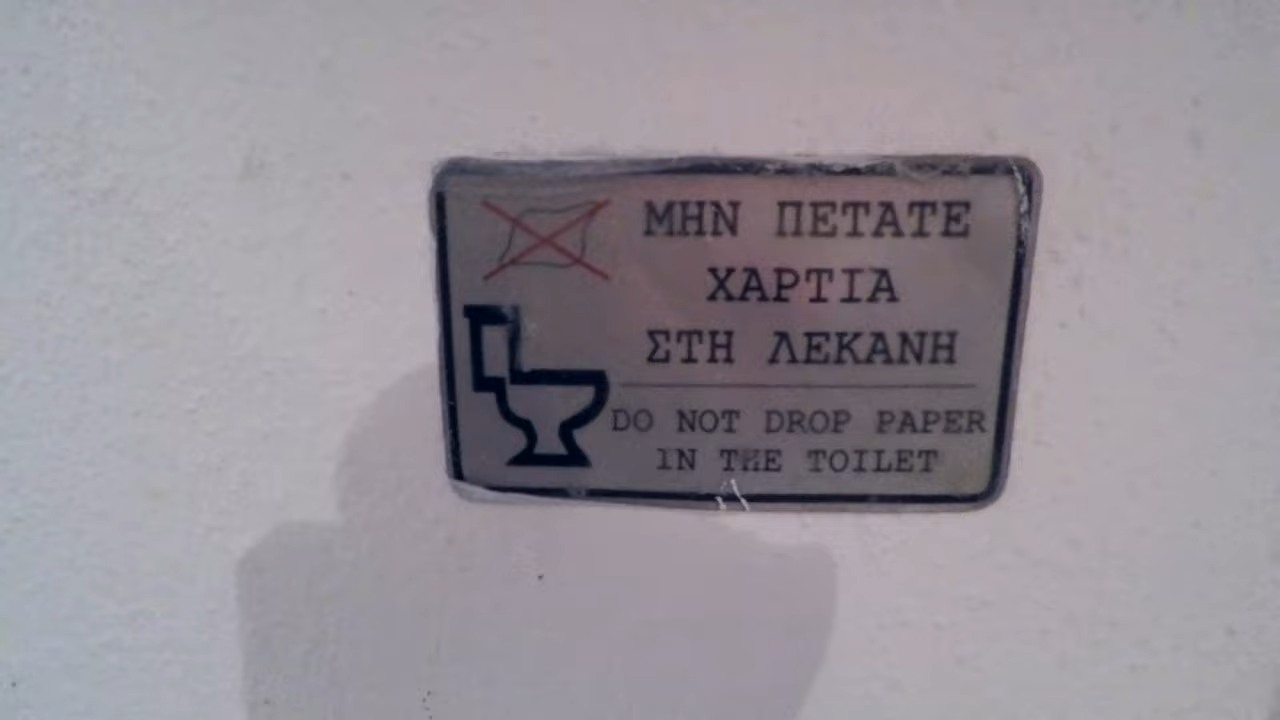 ΜΗΝ ΠΕΤΑΤΕ
ΧΑΡΤΙΑ
ΣΤΗ ΛΕΚΑΝΗ
DO NOT DROP PAPER
IN THE TOILET